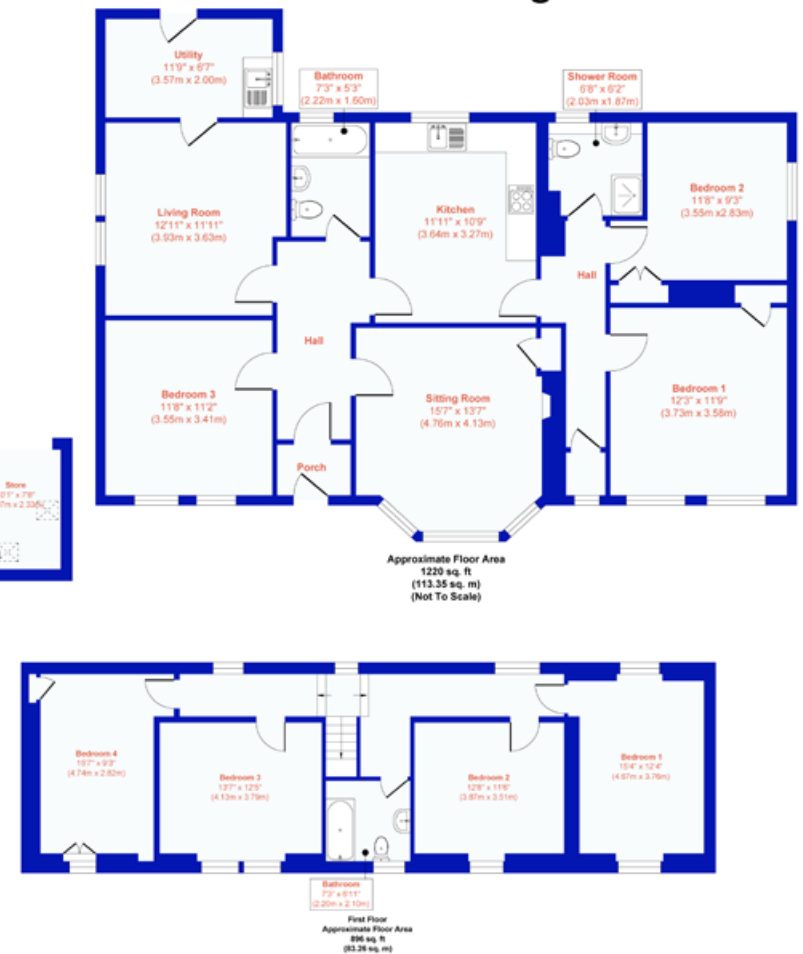 Utility
11'9" x 6'7"
(3.57m x 2.00m)
Bathroom
7'3" x 5'3"
(2.22m x 1.60m)
Shower Room
6'8" x 6'2"
(2.03m x1.87m)
Living Room
12'11" x 11'11"
(3.93m x 3.63m)
Kitchen
11'11" x 10'9"
(3.64m x 3.27m)
Bedroom 2
11'8" x 9'3"
(3.55m x2.83m)
Hall
Hall
Bedroom 3
11'8" x 11'2"
(3.55m x 3.41m)
Sitting Room
15'7" x 13'7"
(4.76m x 4.13m)
Bedroom 1
12'3" x 11'9"
(3.73m x 3.58m)
Porch
Store
0'1" x 7'8"
7m x
Approximate Floor Area
1220 sq. ft
(113.35 sq. m)
(Not To Scale)
Bedroom 4
15'7" x 9'3"
(4.74m x 2.82m)
Bedroom 3
13'7" x 12'5"
(4.13m x 3.79m)
Bedroom 2
12'8" x 11'6"
(3.87m x 3.51m)
Bedroom 1
15'4" x 12'4"
(4.67m x 3.76m)
Bathroom
7'3" x 6'11"
(2.20m x 2.10m)
First Floor
Approximate Floor Area
896 sq. ft
(83.26 sq. m)